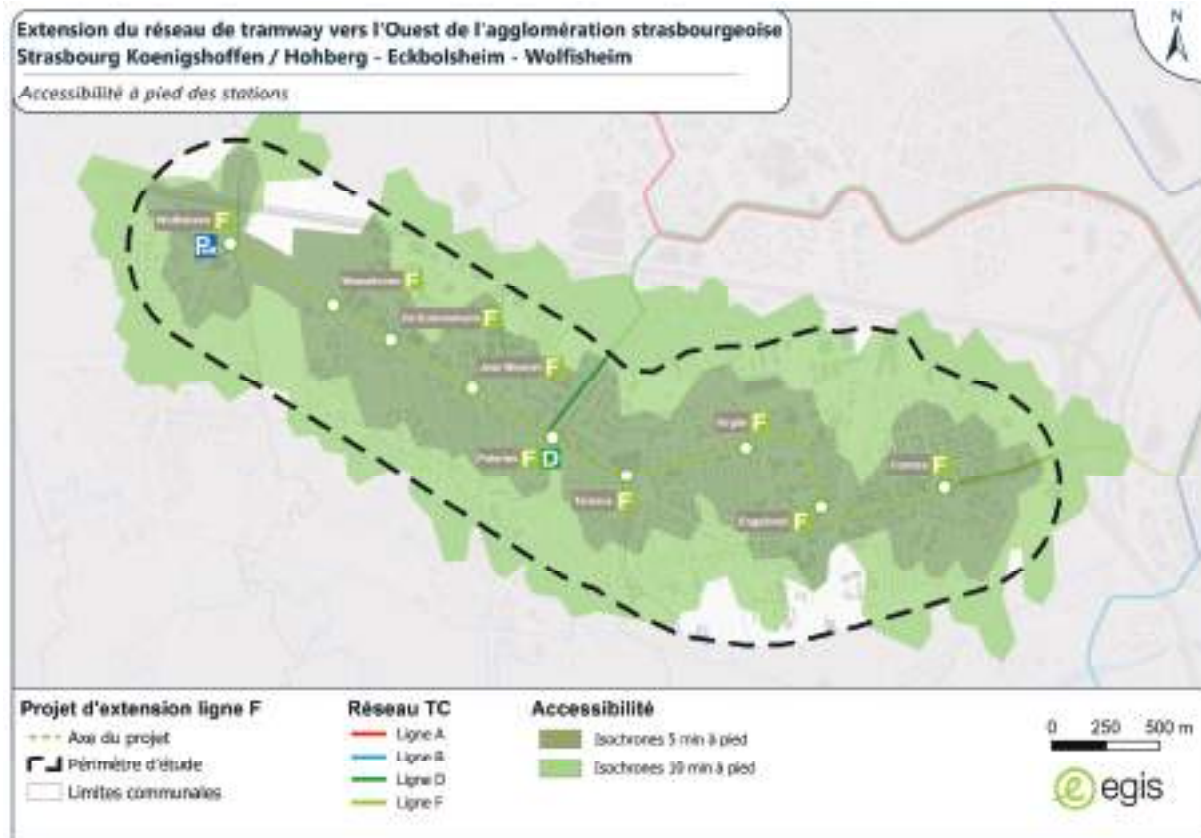 Extension du réseau de tramway vers l'Ouest de l'agglomération strasbourgeoise
Strasbourg Koenigshoffen / Hohberg - Eckbolsheim - Wolfisheim
Accessibilité à pied des stations
N
Wolfisheim F
P
F
F
F
F D
F
F
F
F
Projet d'extension ligne F
Axe du projet
Périmètre d'étude
Limites communales
Réseau TC
Ligne A
Ligne B
Ligne D
Ligne F
Accessibilité
Isochrones 5 min à pied
Isochrones 10 min à pied
0 250 500 m
e egis